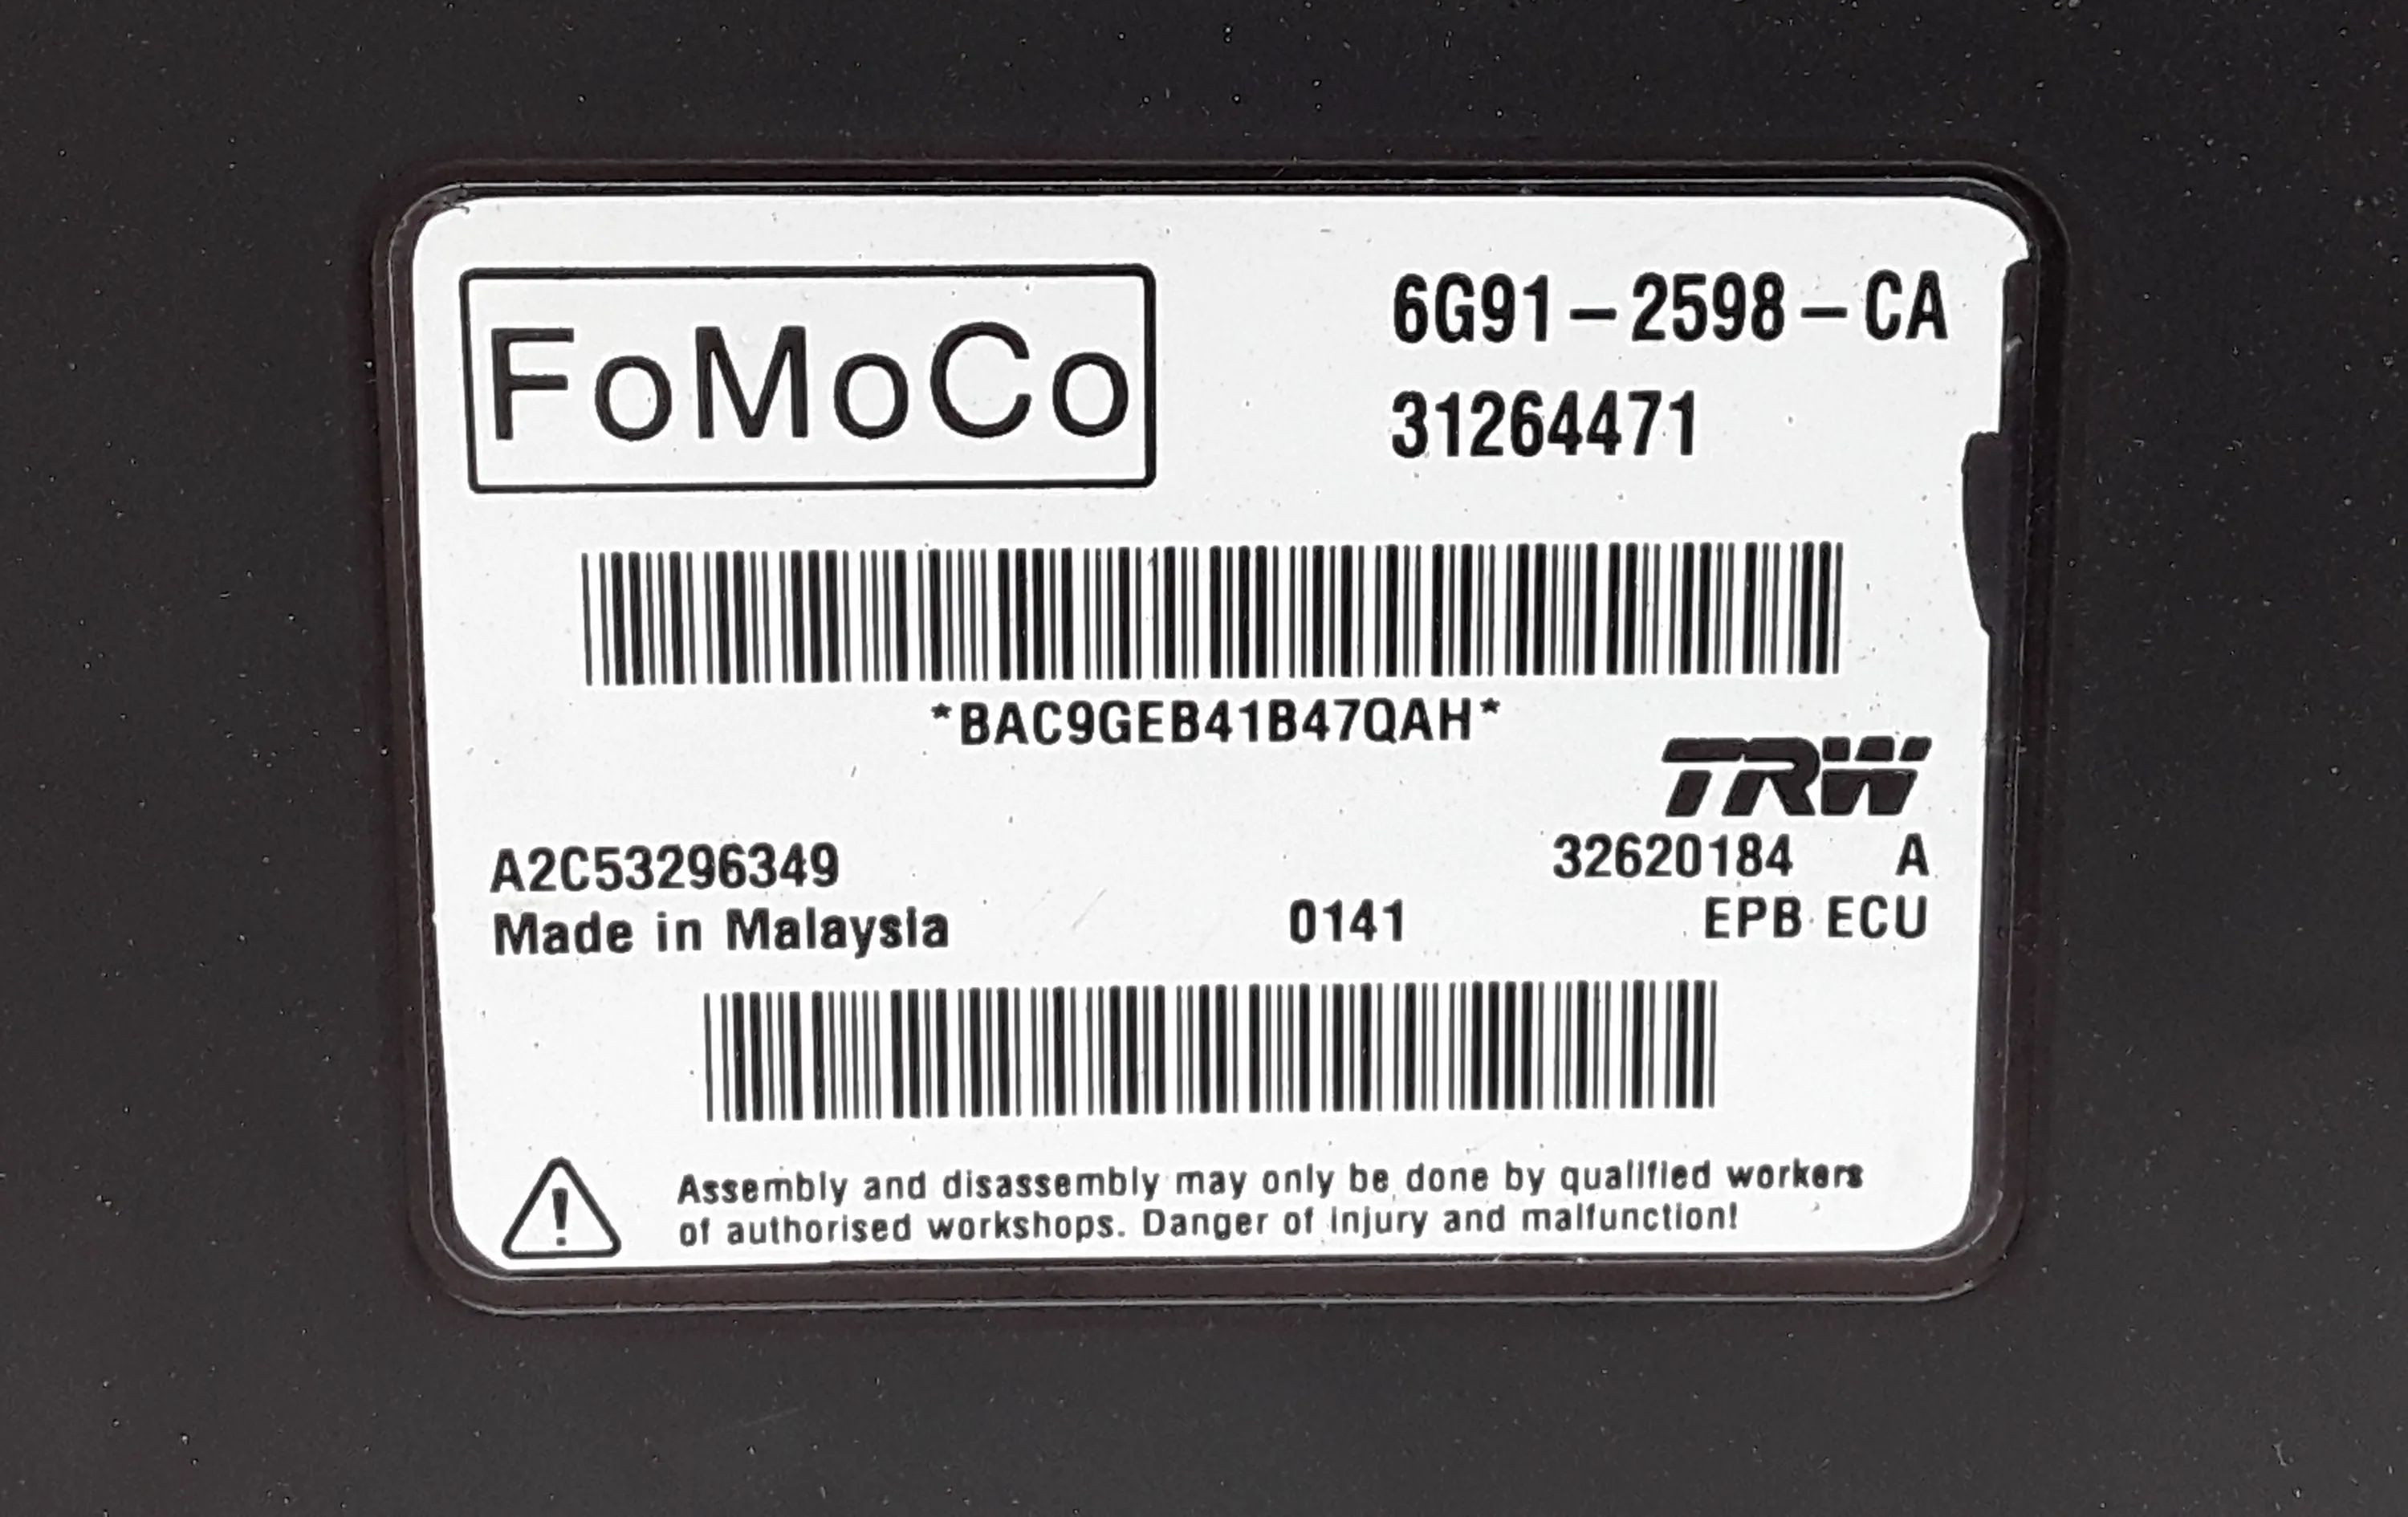 FoMoCo
6G91-2598-CA
31264471
*BAC9GEB41B47QAH*
TRW
A2C53296349
32620184 A
Made in Malaysia
0141
EPB ECU
Assembly and disassembly may only be done by qualified workers
of authorised workshops. Danger of injury and malfunction!